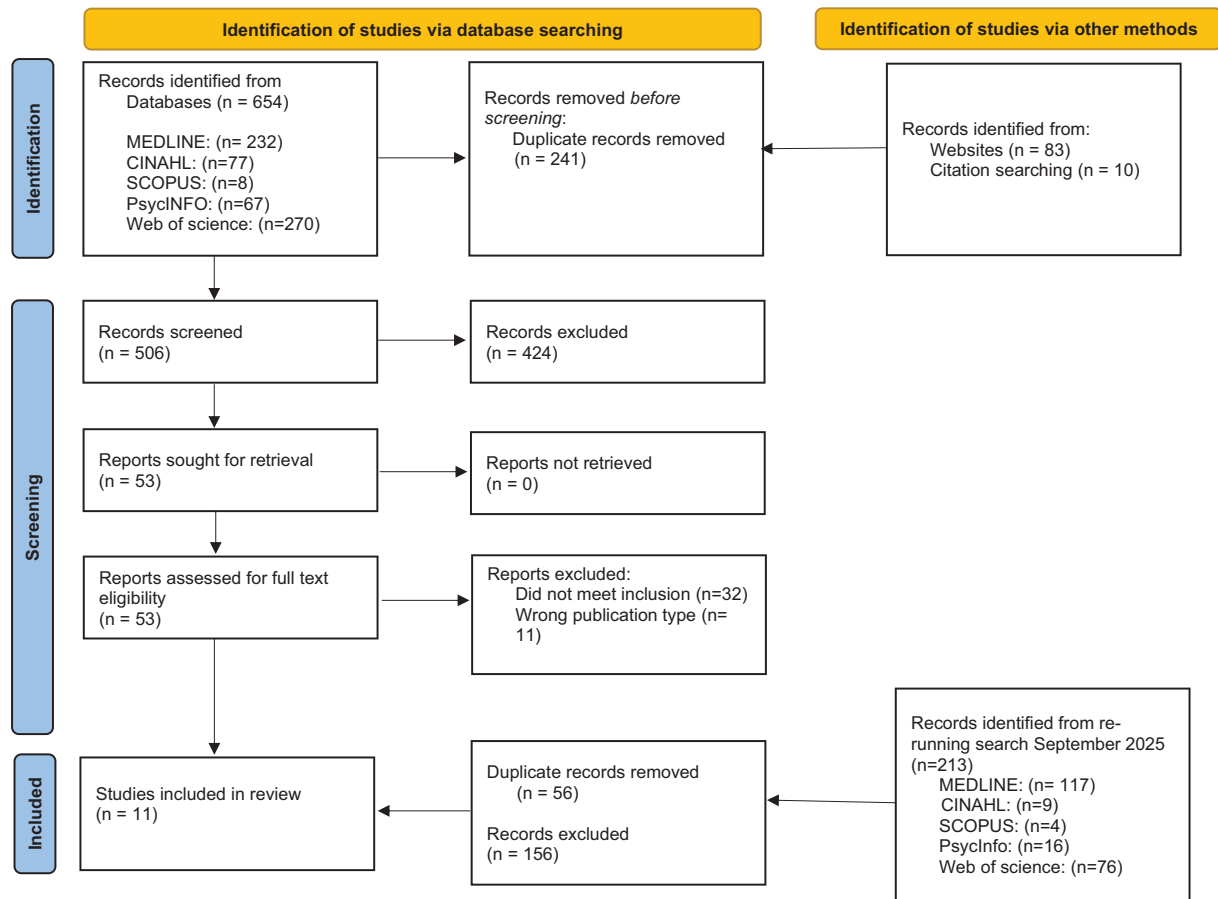 Identification of studies via database searching
Identification of studies via other methods
Identification
Records identified from
Databases (n = 654)
MEDLINE: (n= 232)
CINAHL: (n=77)
SCOPUS: (n=8)
PsycINFO: (n=67)
Web of science: (n=270)
Records removed before
screening:
Duplicate records removed
(n = 241)
Records identified from:
Websites (n = 83)
Citation searching (n = 10)
Screening
Records screened
(n = 506)
Records excluded
(n = 424)
Reports sought for retrieval
(n = 53)
Reports not retrieved
(n = 0)
Reports assessed for full text
eligibility
(n = 53)
Reports excluded:
Did not meet inclusion (n=32)
Wrong publication type (n=
11)
Included
Studies included in review
(n = 11)
Duplicate records removed
(n = 56)
Records excluded
(n = 156)
Records identified from re-
running search September 2025
(n=213)
MEDLINE: (n= 117)
CINAHL: (n=9)
SCOPUS: (n=4)
PsycInfo: (n=16)
Web of science: (n=76)